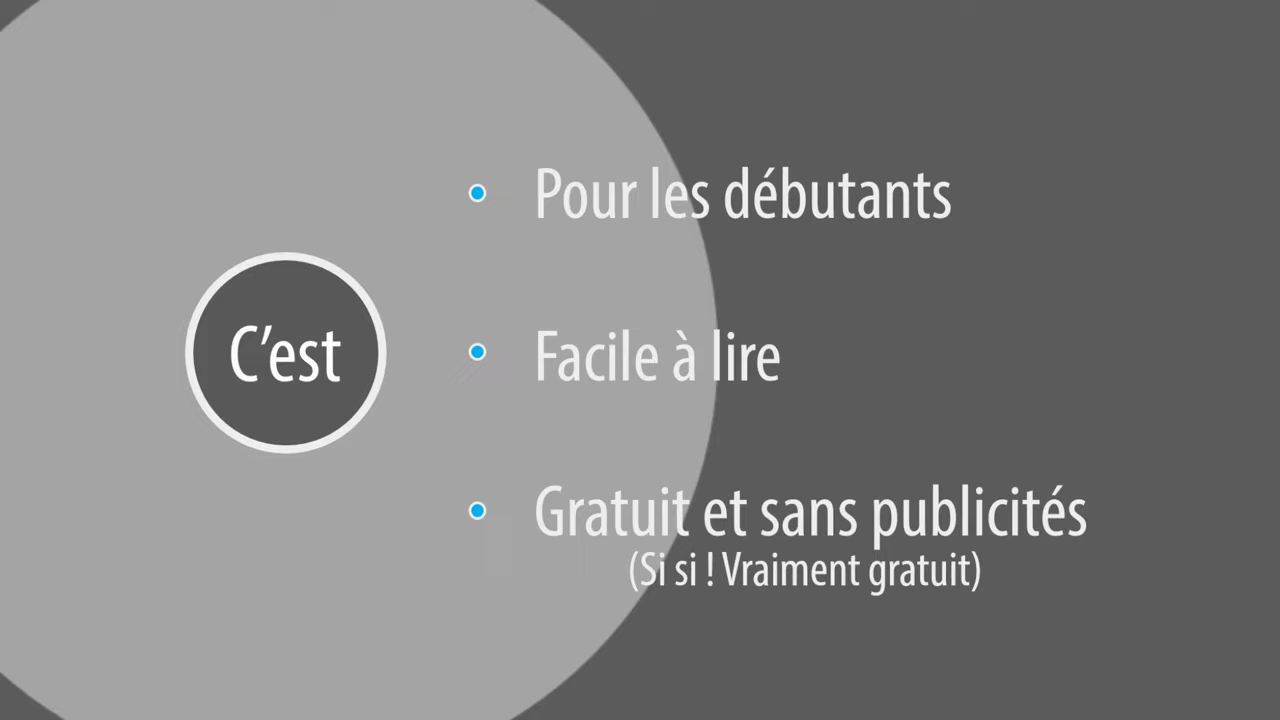 C’est
Pour les débutants
Facile à lire
Gratuit et sans publicités
(Si si ! Vraiment gratuit)